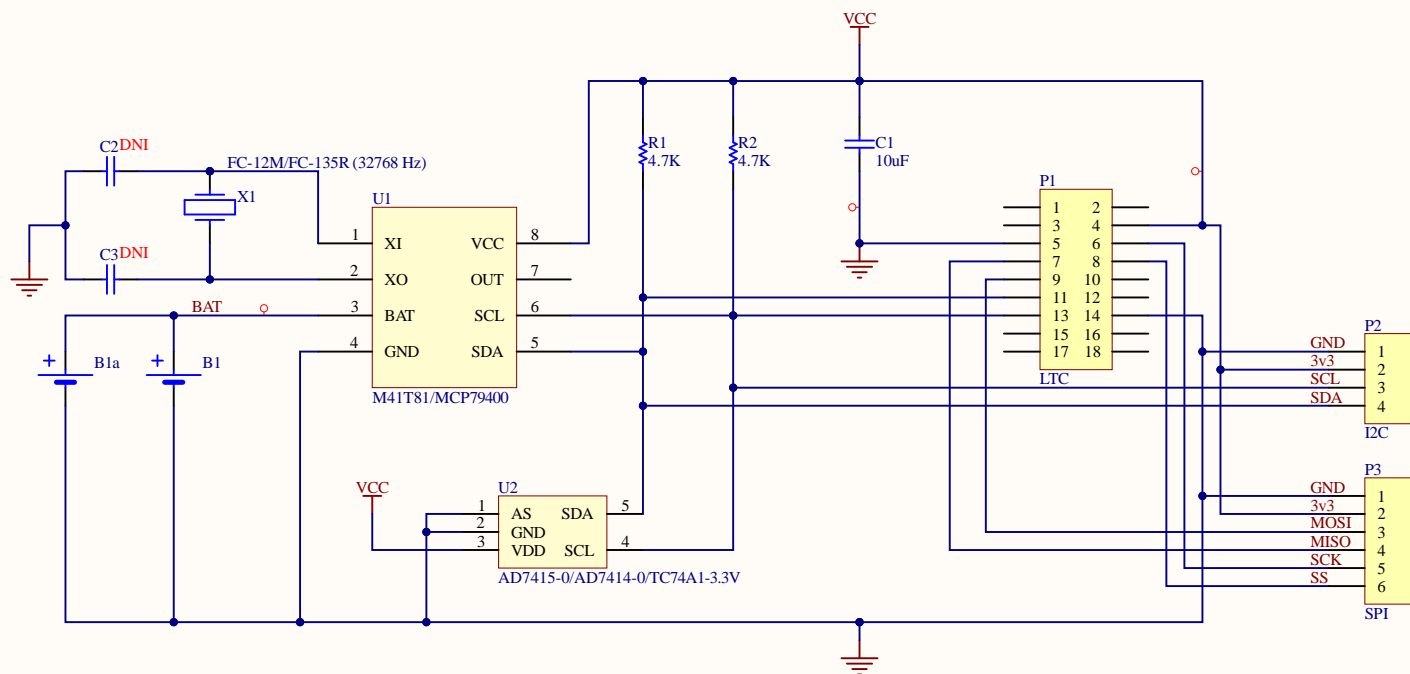 VCC
C2 DNI
FC-12M/FC-135R (32768 Hz)
X1
C3 DNI
R1
4.7K
R2
4.7K
C1
10uF
U1
1 XI VCC 8
2 XO OUT 7
3 BAT SCL 6
4 GND SDA 5
M41T81/MCP79400
BAT
+ B1a
+ B1
P1
1 2
3 4
5 6
7 8
9 10
11 12
13 14
15 16
17 18
LTC
P2
GND 1
3v3 2
SCL 3
SDA 4
I2C
VCC
U2
1 AS SDA 5
2 GND
3 VDD SCL 4
AD7415-0/AD7414-0/TC74A1-3.3V
P3
GND 1
3v3 2
MOSI 3
MISO 4
SCK 5
SS 6
SPI